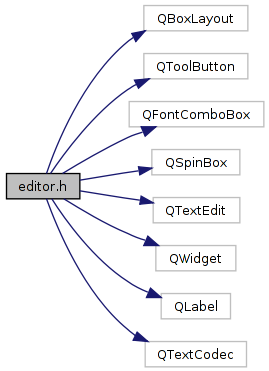 QBoxLayout
QToolButton
QFontComboBox
editor.h
QSpinBox
QTextEdit
QWidget
QLabel
QTextCodec